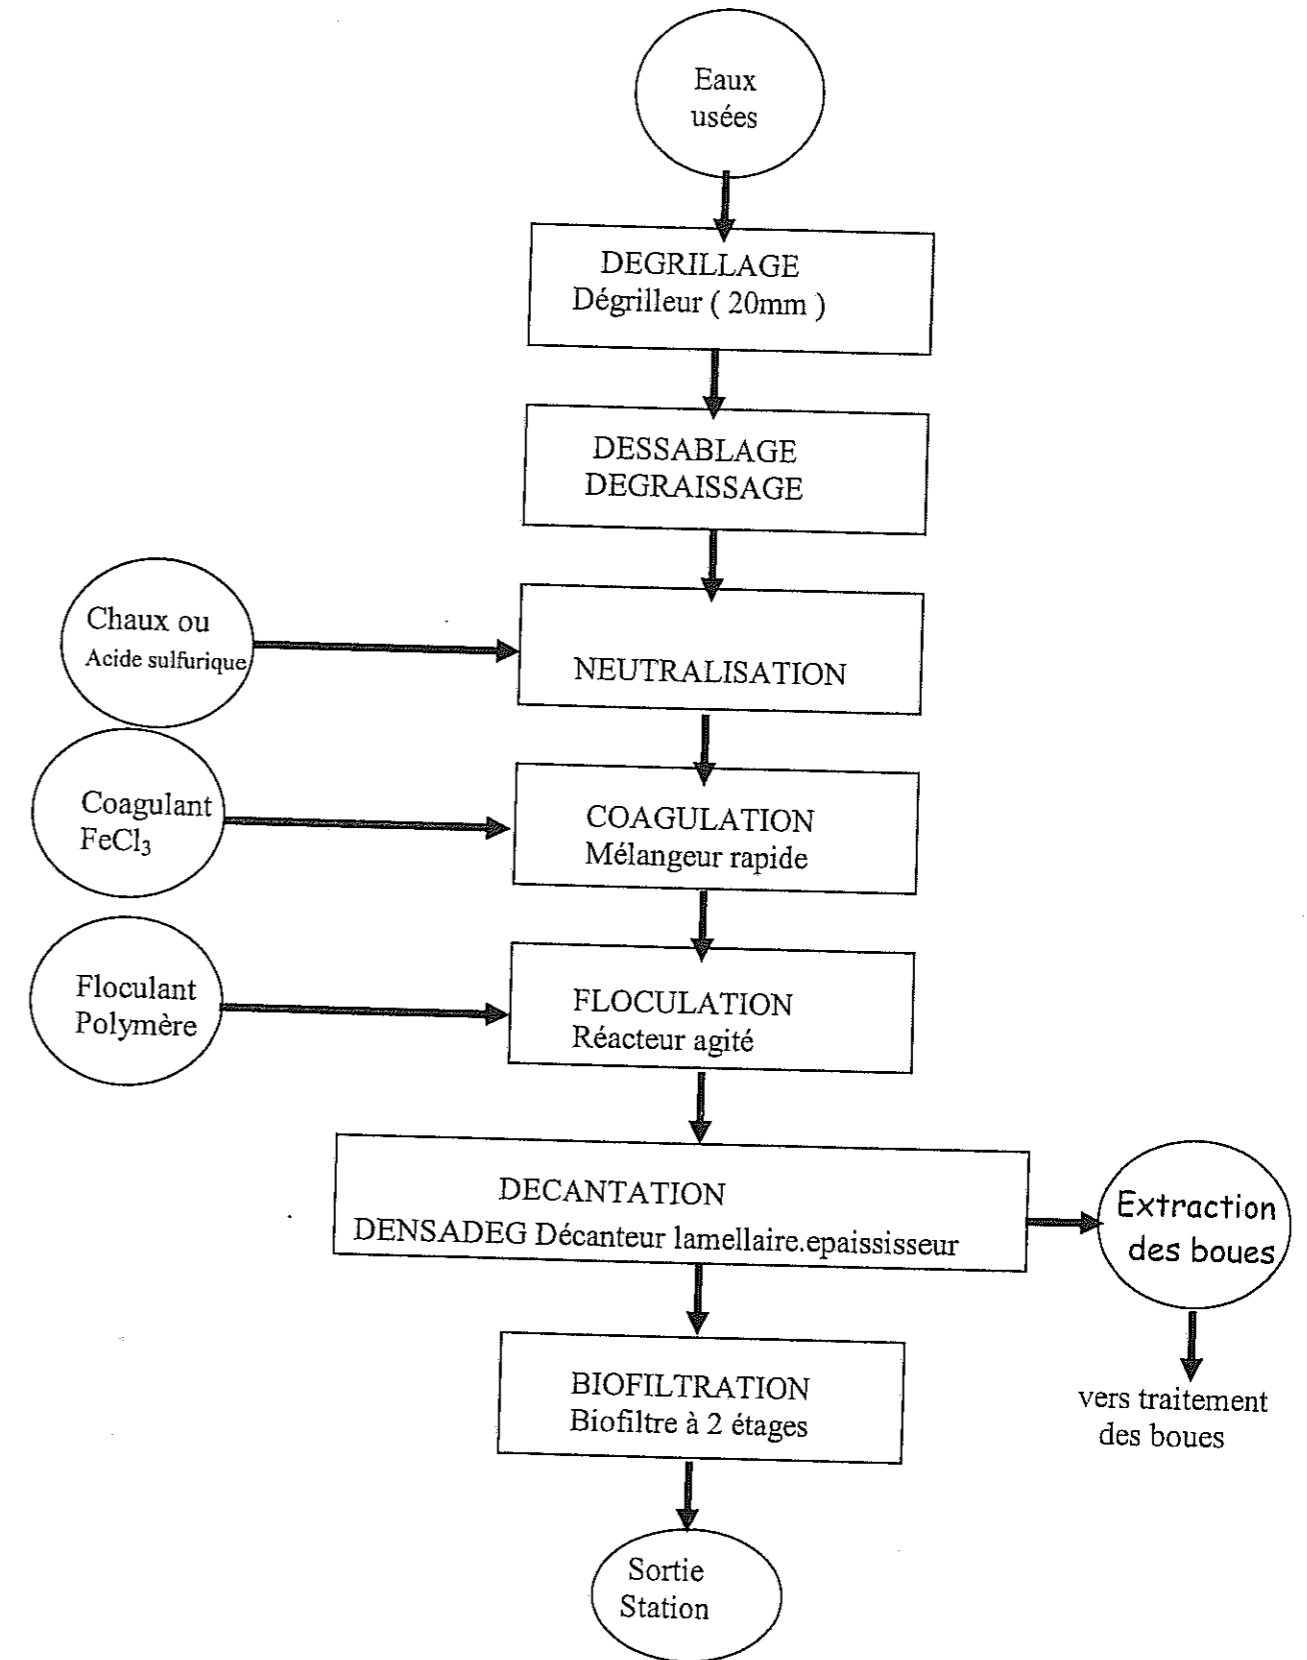 Eaux
usées
DEGRILLAGE
Dégrilleur ( 20mm )
DESSABLAGE
DEGRAISSAGE
Chaux ou
Acide sulfurique
NEUTRALISATION
Coagulant
FeCl₃
COAGULATION
Mélangeur rapide
Floculant
Polymère
FLOCULATION
Réacteur agité
DECANTATION
DENSADEG Décanteur lamellaire.epaississeur
Extraction
des boues
BIOFILTRATION
Biofiltre à 2 étages
vers traitement
des boues
Sortie
Station